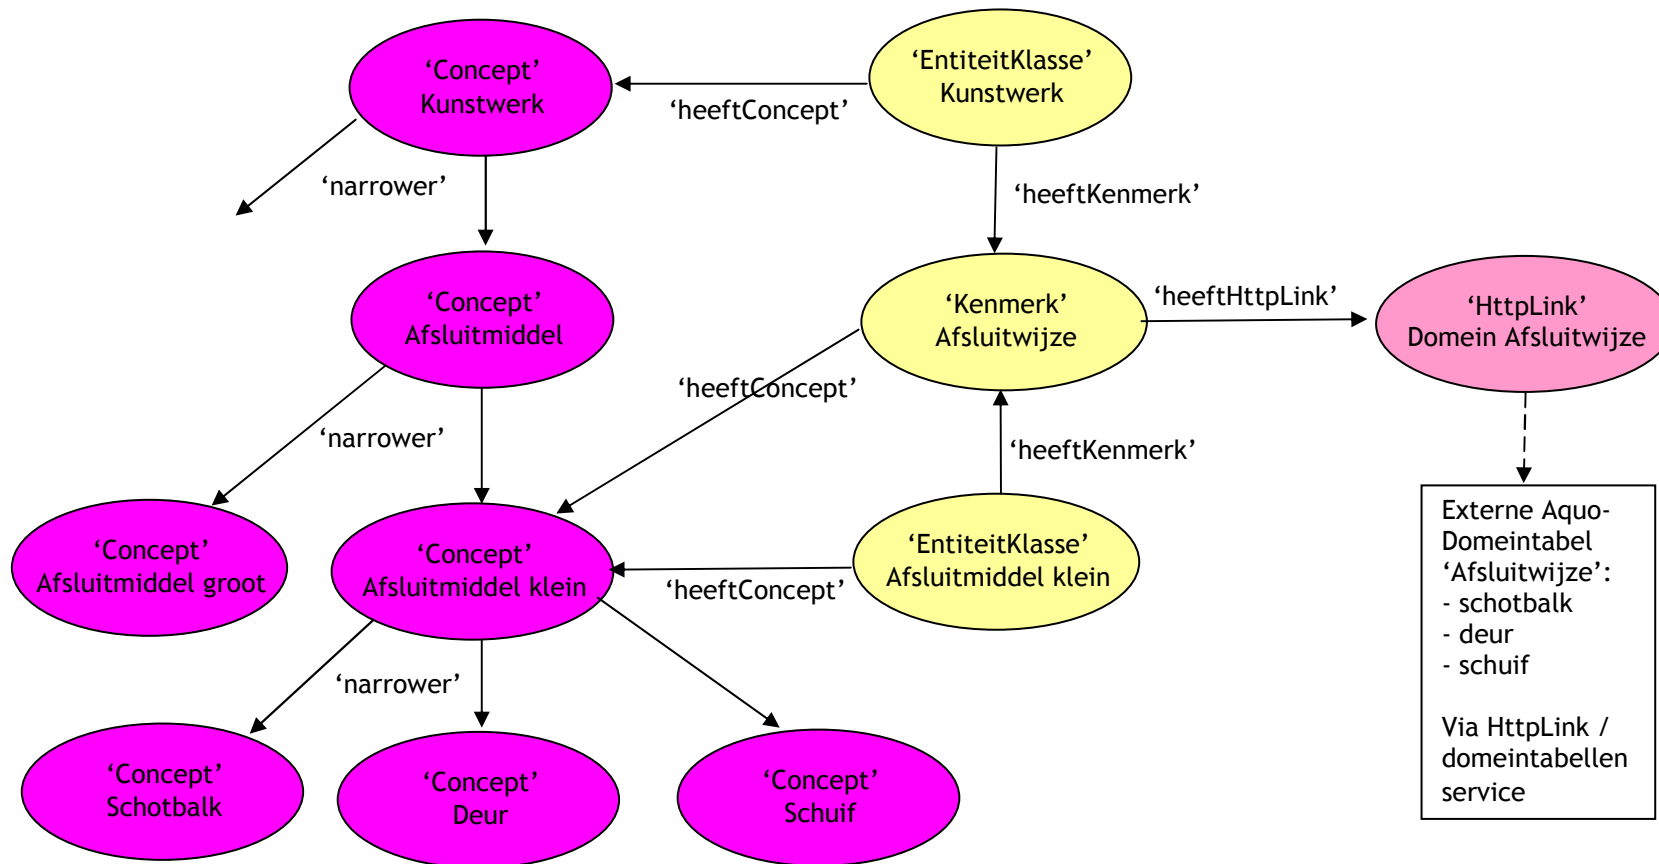 ‘Concept’
Kunstwerk
‘EntiteitKlasse’
Kunstwerk
‘heeftConcept’
‘narrower’
‘heeftKenmerk’
‘Concept’
Afsluitmiddel
‘Kenmerk’
Afsluitwijze
‘heeftHttpLink’
‘HttpLink’
Domein Afsluitwijze
‘heeftConcept’
‘narrower’
‘heeftKenmerk’
‘Concept’
Afsluitmiddel groot
‘Concept’
Afsluitmiddel klein
‘heeftConcept’
‘EntiteitKlasse’
Afsluitmiddel klein
Externe Aquo-
Domeintabel
‘Afsluitwijze’:
- schotbalk
- deur
- schuif
Via HttpLink /
domeintabellen
service
‘narrower’
‘Concept’
Schotbalk
‘Concept’
Deur
‘Concept’
Schuif